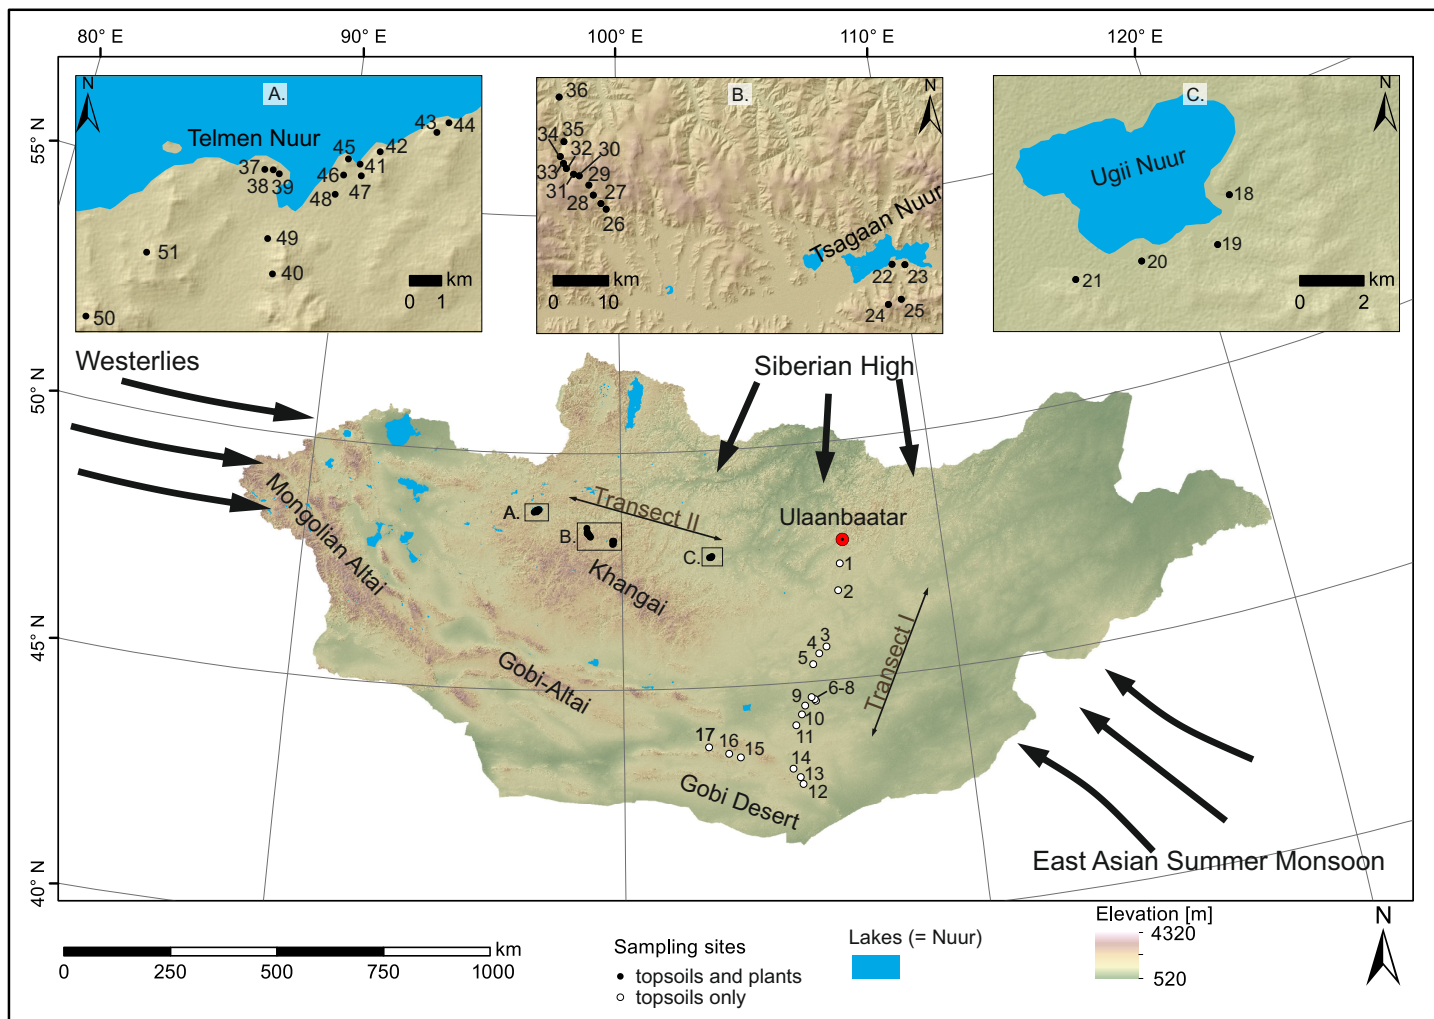 80° E
90° E
100° E
110° E
120° E
55° N
50° N
45° N
40° N
N
A.
Telmen Nuur
37
38
39
45
46
48
42
41
47
43
44
49
40
51
50
km
0 1
N
B.
36
35
34
32
33
30
31
29
28
27
26
Tsagaan Nuur
22
23
24
25
km
0 10
N
C.
Ugii Nuur
18
19
20
21
km
0 2
Westerlies
Siberian High
Mongolian Altai
A.
B.
C.
Transect II
Khangai
Ulaanbaatar
1
2
3
4
5
6-8
9
10
11
Transect I
Gobi-Altai
17
16
15
14
13
12
Gobi Desert
East Asian Summer Monsoon
km
0 250 500 750 1000
Sampling sites
topsoils and plants
topsoils only
Lakes (= Nuur)
Elevation [m]
4320
520
N